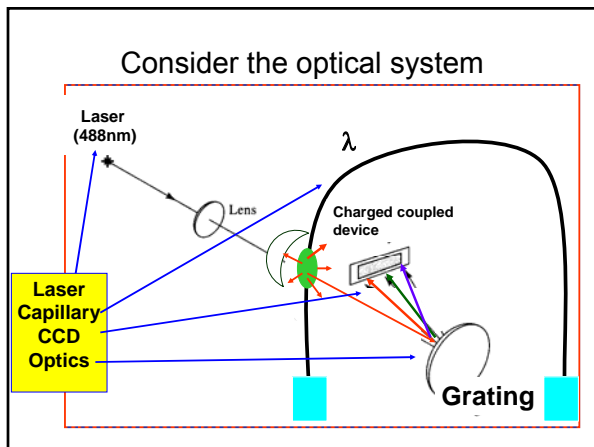 Consider the optical system
Laser
(488nm)
λ
Lens
Charged coupled
device
Laser
Capillary
CCD
Optics
Grating